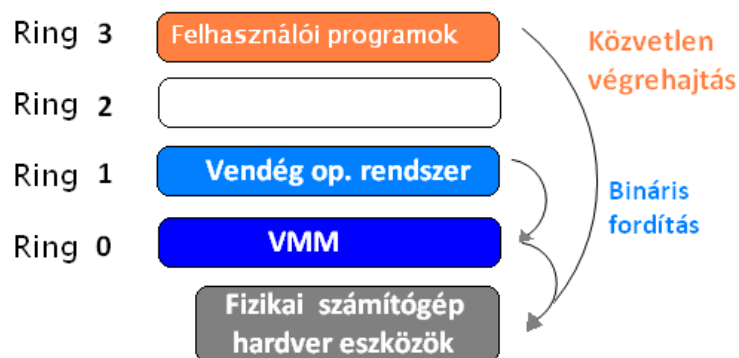 Ring 3
Felhasználói programok
Közvetlen
végrehajtás
Ring 2
Ring 1
Vendég op. rendszer
Bináris
fordítás
Ring 0
VMM
Fizikai számítógép
hardver eszközök